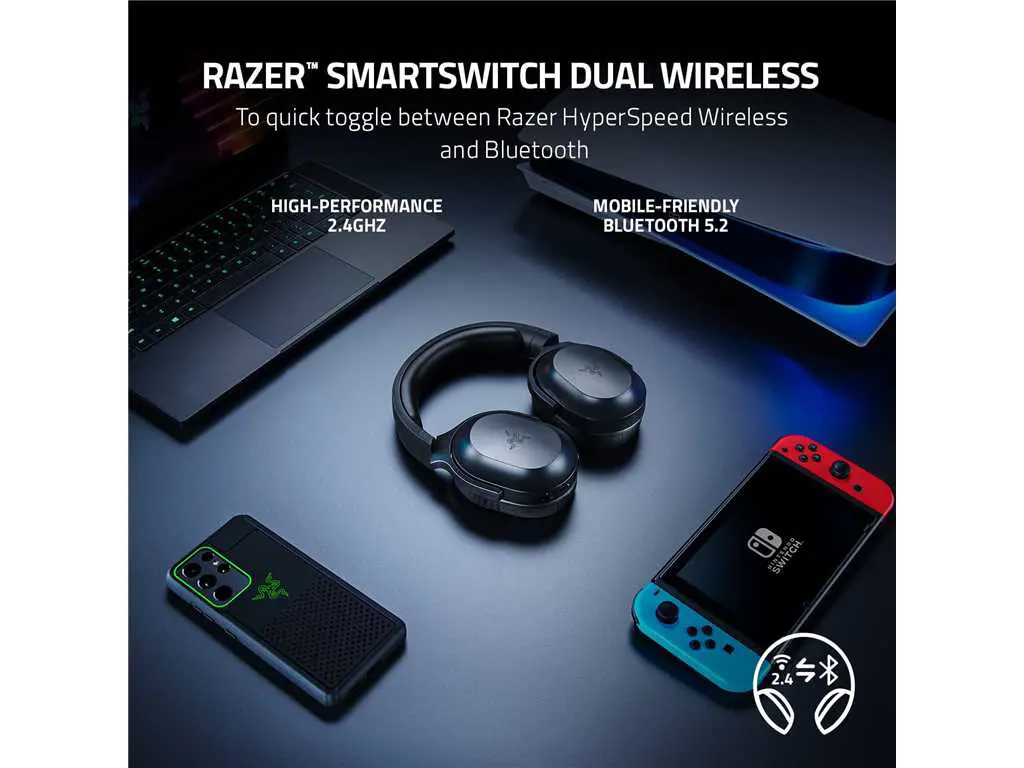 RAZER™ SMARTSWITCH DUAL WIRELESS
To quick toggle between Razer HyperSpeed Wireless
and Bluetooth
HIGH-PERFORMANCE
2.4GHZ
MOBILE-FRIENDLY
BLUETOOTH 5.2
NINTENDO
SWITCH
2.4